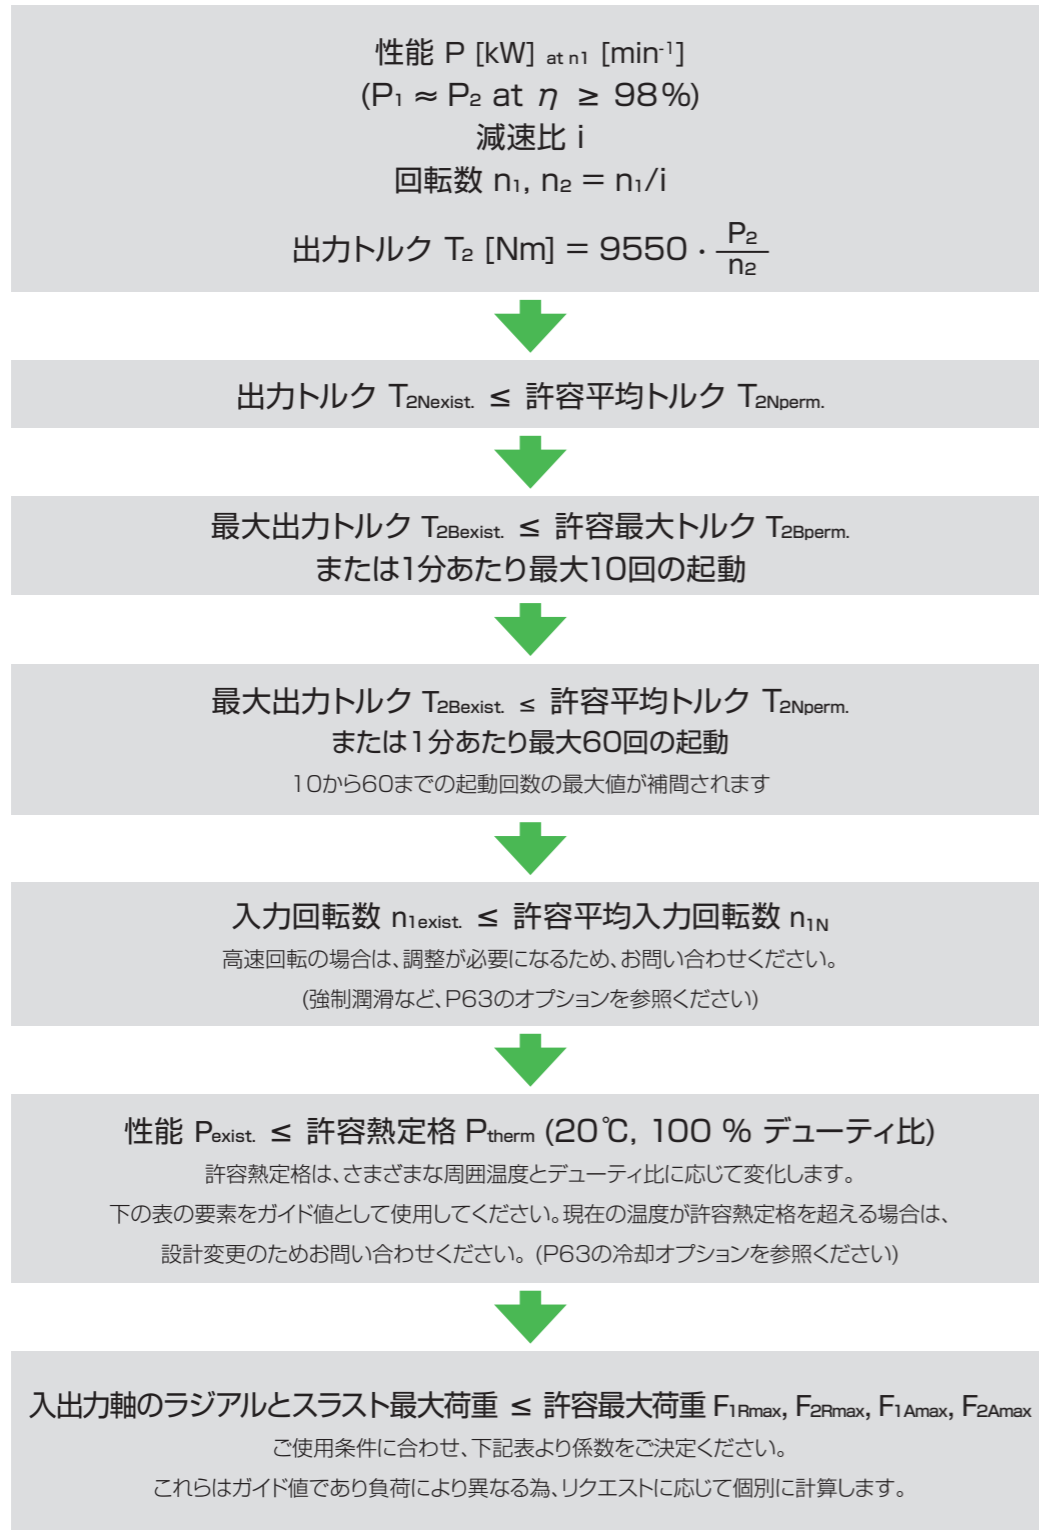 性能 P [kW] at n1 [min-1]
(P1 ≈ P2 at η ≥ 98%)
減速比 i
回転数 n1, n2 = n1/i
出力トルク T2 [Nm] = 9550 · P2/n2
出力トルク T2Nexist. ≤ 許容平均トルク T2Nperm.
最大出力トルク T2Bexist. ≤ 許容最大トルク T2Bperm.
または1分あたり最大10回の起動
最大出力トルク T2Bexist. ≤ 許容平均トルク T2Nperm.
または1分あたり最大60回の起動
10から60までの起動回数の最大値が補間されます
入力回転数 n1exist. ≤ 許容平均入力回転数 n1N
高速回転の場合は、調整が必要になるため、お問い合わせください。
(強制潤滑など、P63のオプションを参照ください)
性能 Pexist. ≤ 許容熱定格 Ptherm (20℃, 100 % デューティ比)
許容熱定格は、さまざまな周囲温度とデューティ比に応じて変化します。
下の表の要素をガイド値として使用してください。現在の温度が許容熱定格を超える場合は、
設計変更のためお問い合わせください。 (P63の冷却オプションを参照ください)
入出力軸のラジアルとスラスト最大荷重 ≤ 許容最大荷重 F1Rmax, F2Rmax, F1Amax, F2Amax
ご使用条件に合わせ、下記表より係数をご決定ください。
これらはガイド値であり負荷により異なる為、リクエストに応じて個別に計算します。